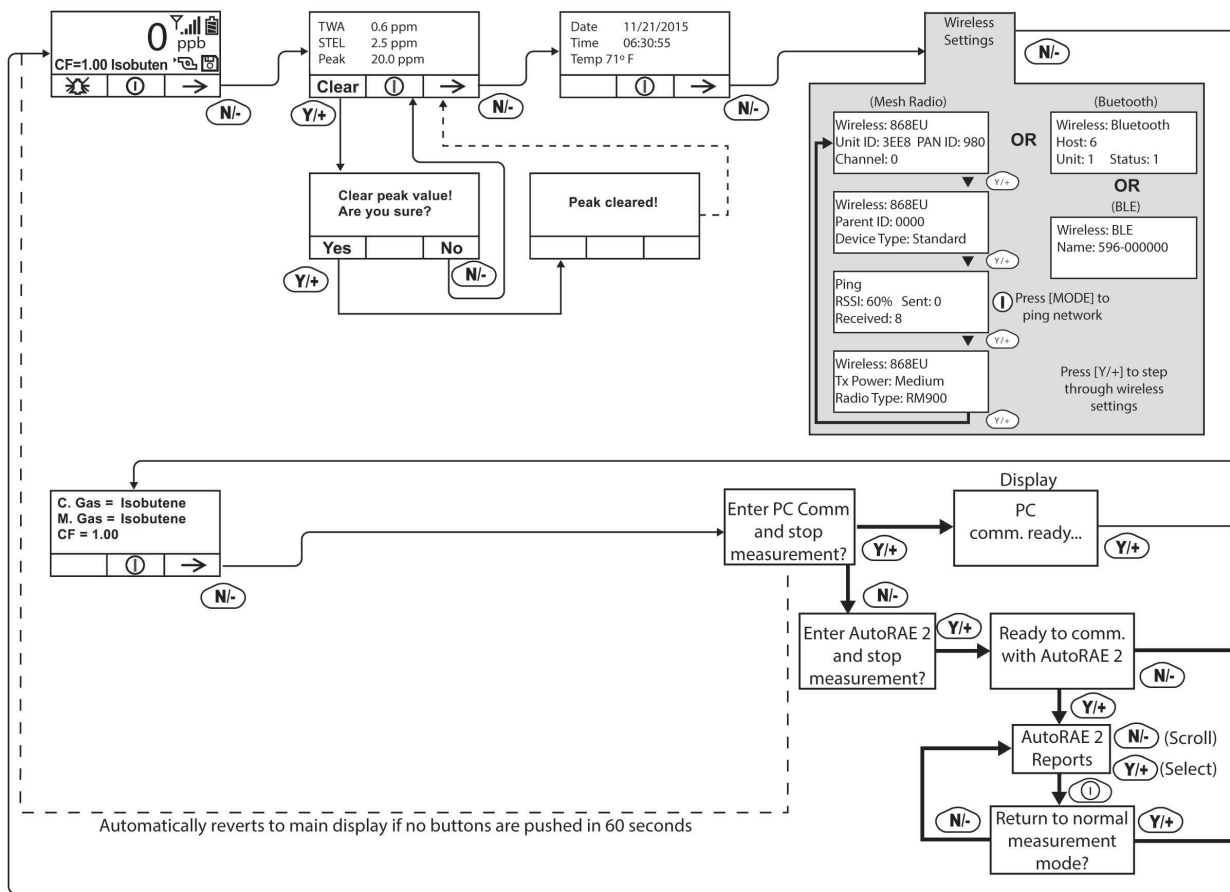 0
ppb
CF=1.00 Isobuten
N/-
TWA 0.6 ppm
STEL 2.5 ppm
Peak 20.0 ppm
Clear
Y/+
N/-
Clear peak value!
Are you sure?
Yes No
Y/+
N/-
Peak cleared!
Date 11/21/2015
Time 06:30:55
Temp 71º F
N/-
Wireless
Settings
N/-
(Mesh Radio)
Wireless: 868EU
Unit ID: 3EE8 PAN ID: 980
Channel: 0
Y/+
Wireless: 868EU
Parent ID: 0000
Device Type: Standard
Y/+
Ping
RSSI: 60% Sent: 0
Received: 8
Y/+
Wireless: 868EU
Tx Power: Medium
Radio Type: RM900
Y/+
OR
(Buetooth)
Wireless: Bluetooth
Host: 6
Unit: 1 Status: 1
OR
(BLE)
Wireless: BLE
Name: 596-000000
Press [MODE] to
ping network
Press [Y/+] to step
through wireless
settings
C. Gas = Isobutene
M. Gas = Isobutene
CF = 1.00
N/-
Enter PC Comm
and stop
measurement?
Y/+
N/-
Display
PC
comm. ready...
Y/+
Enter AutoRAE 2
and stop
measurement?
Y/+
Ready to comm.
with AutoRAE 2
N/-
Y/+
AutoRAE 2
Reports
N/- (Scroll)
Y/+ (Select)
Return to normal
measurement
mode?
N/-
Y/+
Automatically reverts to main display if no buttons are pushed in 60 seconds